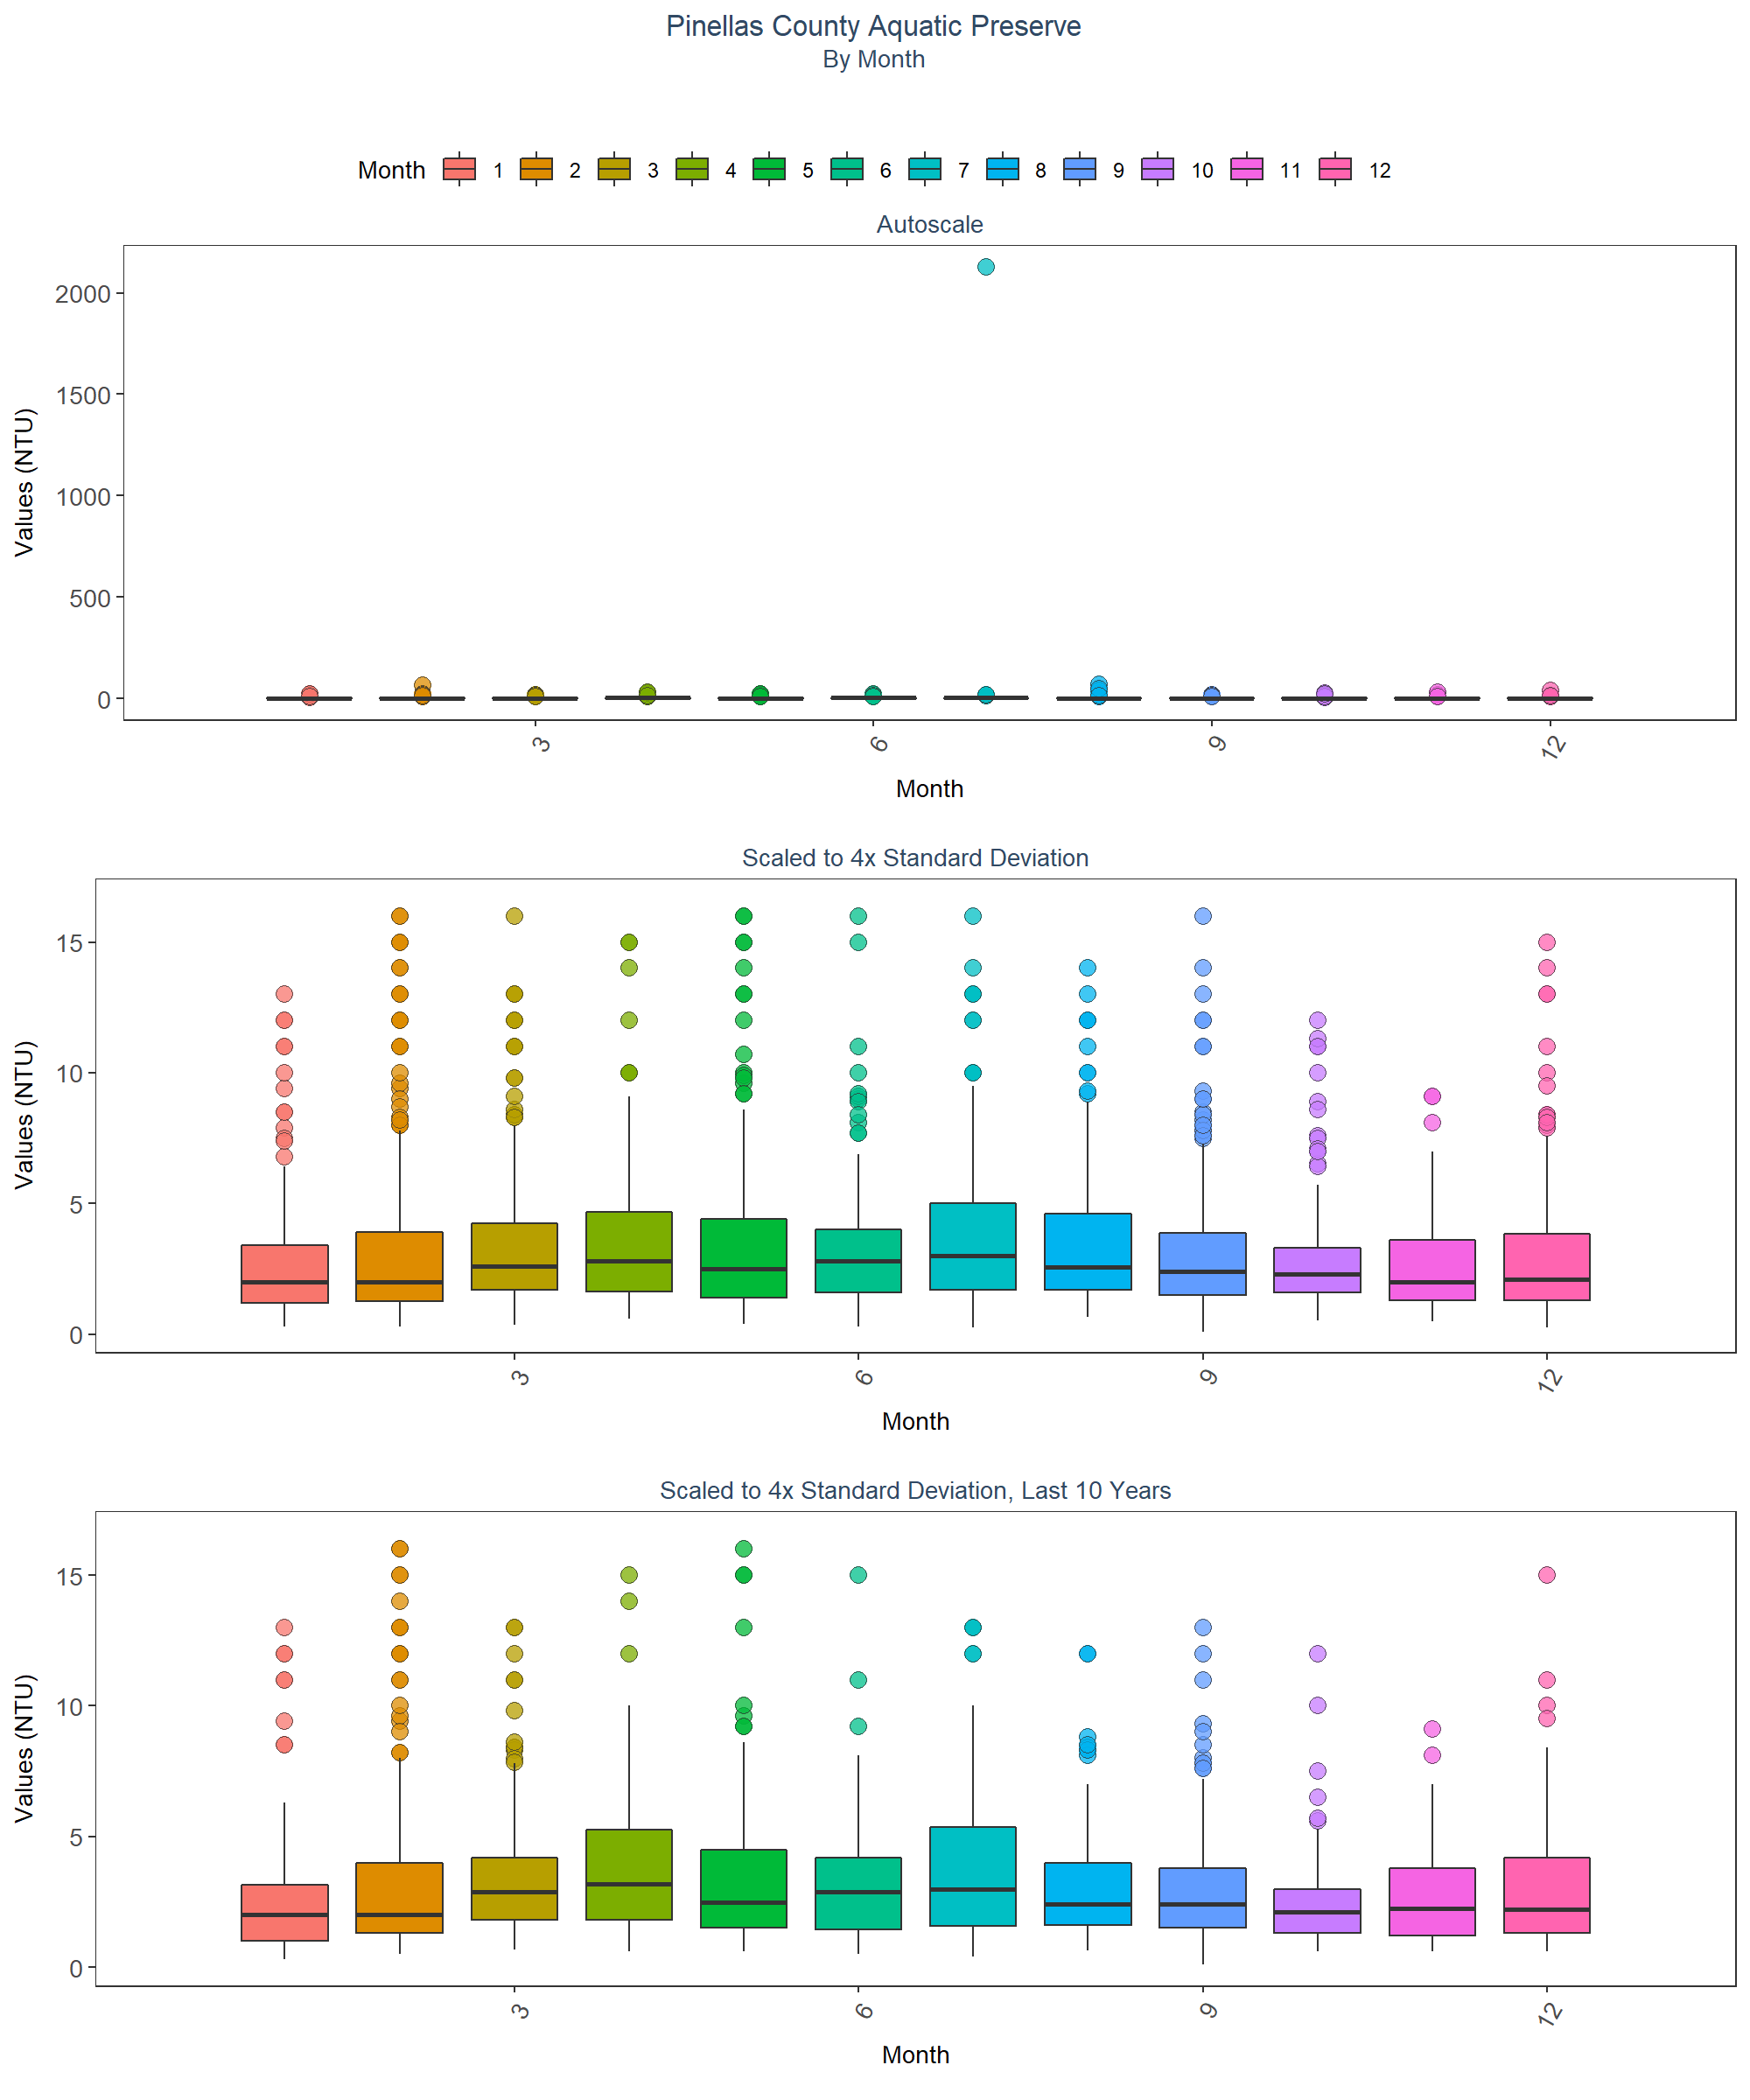 Pinellas County Aquatic Preserve
By Month
Month 1 2 3 4 5 6 7 8 9 10 11 12
Autoscale
2000
1500
1000
500
0
Values (NTU)
3 6 9 12
Month
Scaled to 4x Standard Deviation
15
10
5
0
Values (NTU)
3 6 9 12
Month
Scaled to 4x Standard Deviation, Last 10 Years
15
10
5
0
Values (NTU)
3 6 9 12
Month